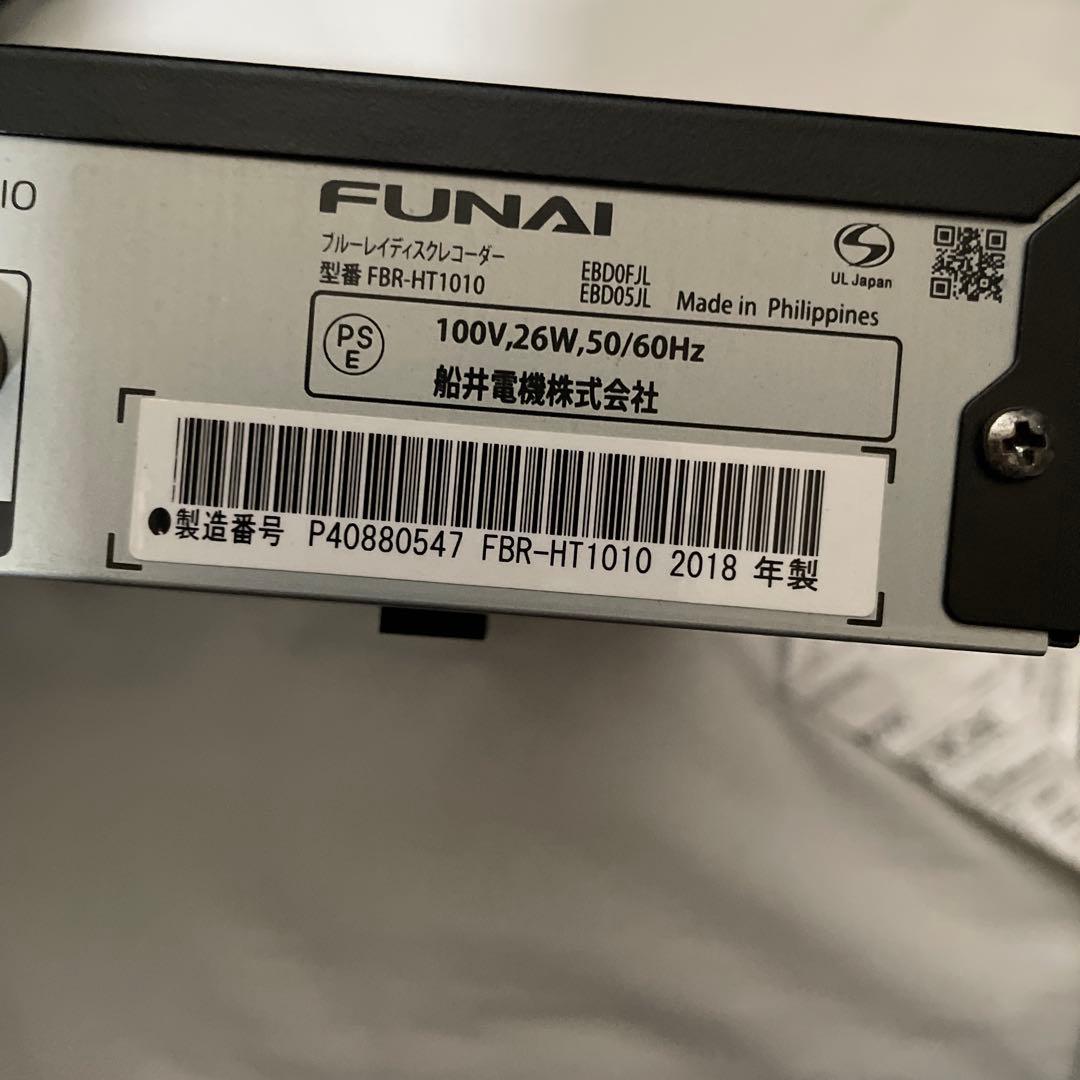 IO
FUNAI
ブルーレイディスクレコーダー
型番 FBR-HT1010
EBD0FJL
EBD05JL
Made in Philippines
S
UL Japan
PS
E
100V,26W,50/60Hz
船井電機株式会社
製造番号 P40880547 FBR-HT1010 2018 年製